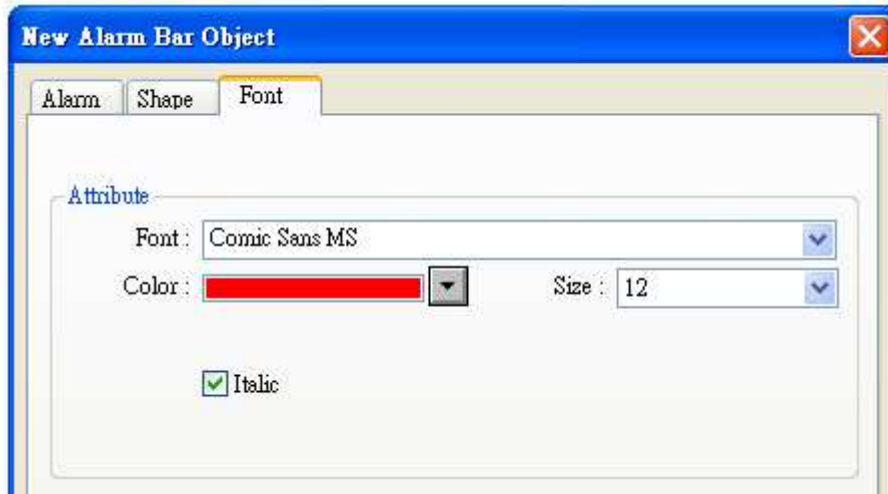 New Alarm Bar Object
Alarm Shape Font
Attribute
Font : Comic Sans MS
Color : Size : 12
Italic